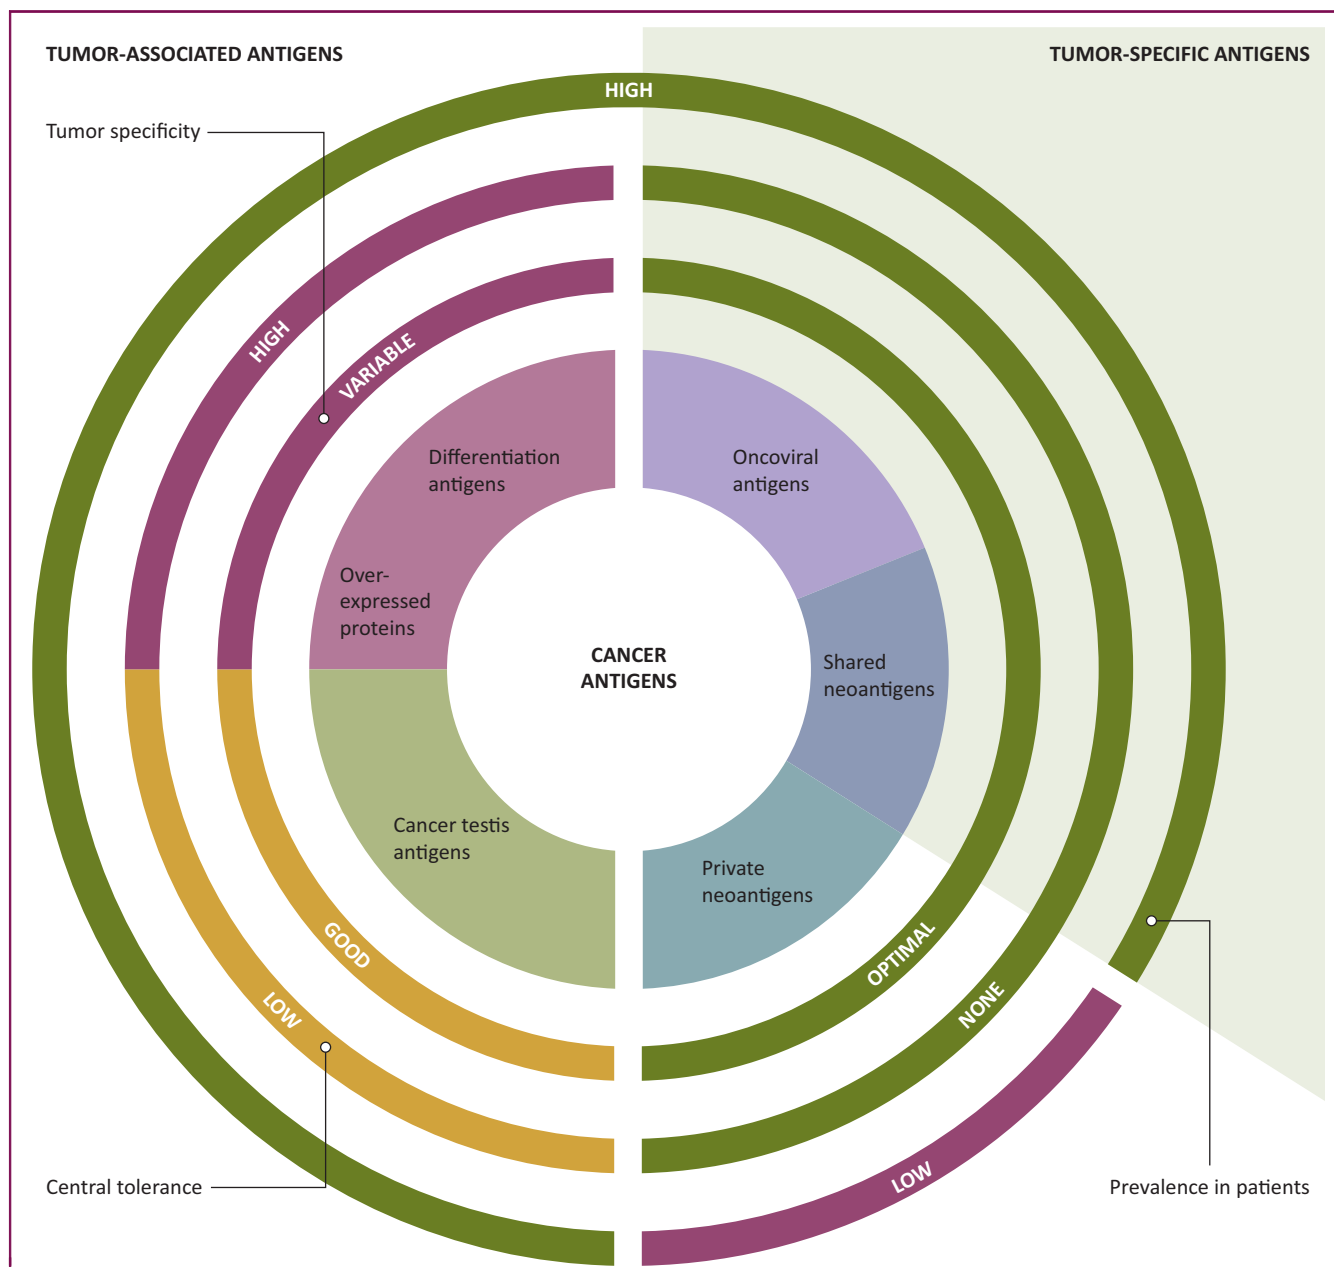 TUMOR-ASSOCIATED ANTIGENS
TUMOR-SPECIFIC ANTIGENS
HIGH
Tumor specificity
HIGH
VARIABLE
Differentiation
antigens
Oncoviral
antigens
Over-
expressed
proteins
CANCER
ANTIGENS
Shared
neoantigens
Cancer testis
antigens
Private
neoantigens
GOOD
OPTIMAL
LOW
NONE
Central tolerance
LOW
Prevalence in patients